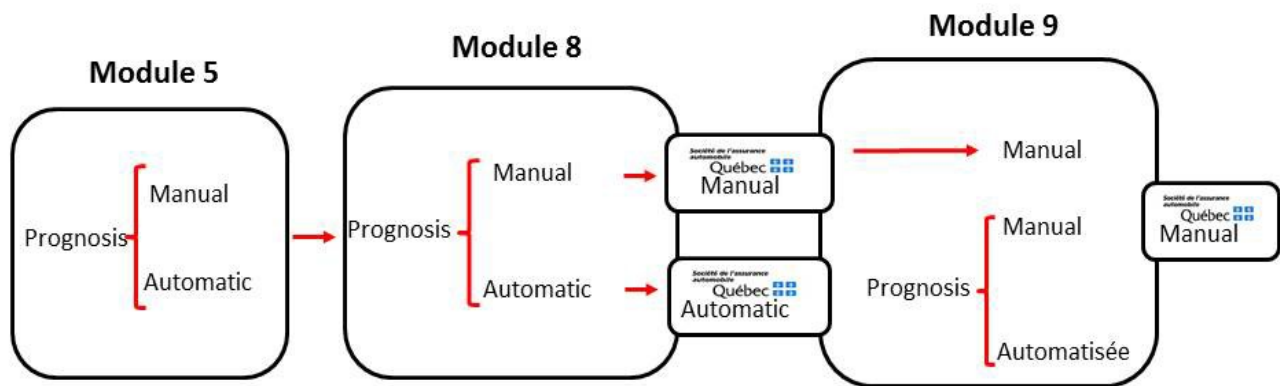 Module 5
Prognosis
Manual
Automatic
Module 8
Prognosis
Manual
Automatic
Société de l'assurance
automobile
Québec
Manual
Société de l'assurance
automobile
Québec
Automatic
Module 9
Manual
Prognosis
Manual
Automatisée
Société de l'assurance
automobile
Québec
Manual